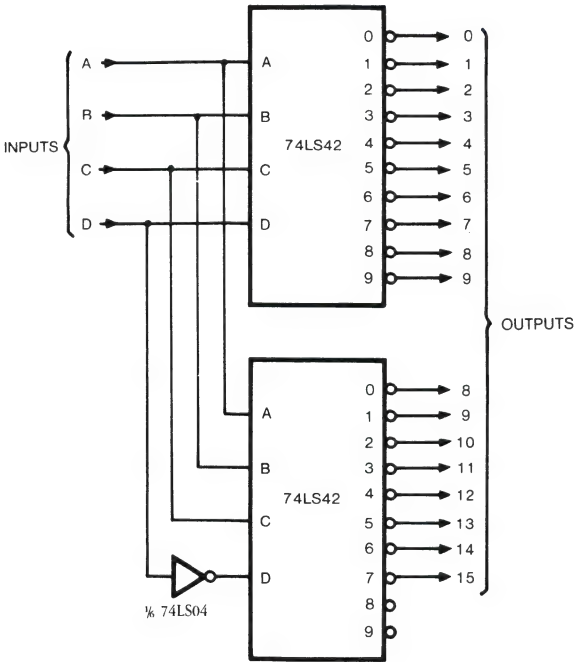 0 0
A A 1 1
2 2
R B 3 3
74LS42 4 4
INPUTS
C C 5 5
6 6
D D 7 7
8 8
9 9
OUTPUTS
0 8
A 1 9
2 10
B 3 11
74LS42 4 12
C 5 13
6 14
D 7 15
⅙ 74LS04 8
9